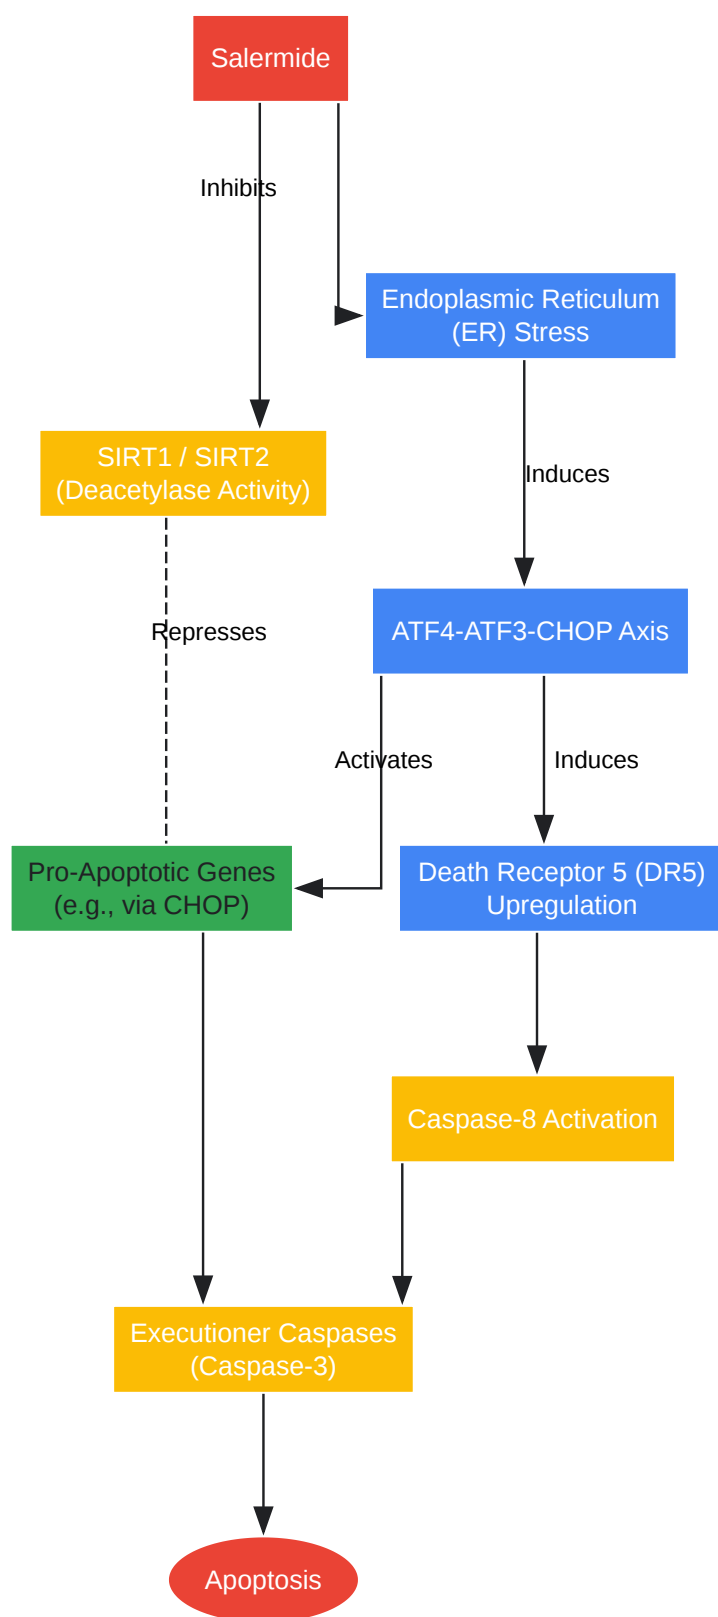 Salermide
Inhibits
Endoplasmic Reticulum
(ER) Stress
SIRT1 / SIRT2
(Deacetylase Activity)
Induces
Represses
ATF4-ATF3-CHOP Axis
Activates
Induces
Pro-Apoptotic Genes
(e.g., via CHOP)
Death Receptor 5 (DR5)
Upregulation
Caspase-8 Activation
Executioner Caspases
(Caspase-3)
Apoptosis